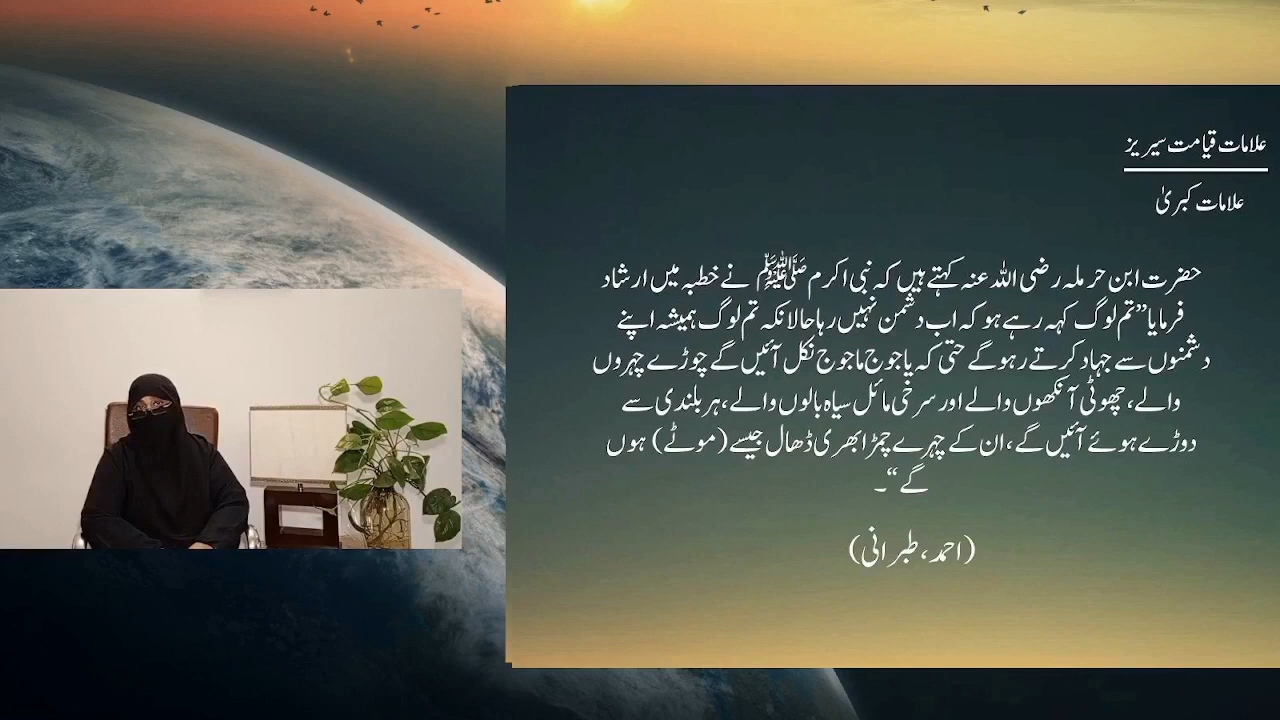 علامات قیامت سیریز
علامات کبریٰ
حضرت ابن حرملہ رضی اللہ عنہ کہتے ہیں کہ نبی اکرم ﷺ نے خطبہ میں ارشاد
فرمایا”تم لوگ کہہ رہے ہو کہ اب دشمن نہیں رہا حالانکہ تم لوگ ہمیشہ اپنے
دشمنوں سے جہاد کرتے رہو گے حتی کہ یاجوج ماجوج نکل آئیں گے چوڑے چہروں
والے، چھوٹی آنکھوں والے اور سرخی مائل سیاہ بالوں والے، ہر بلندی سے
دوڑے ہوئے آئیں گے، ان کے چہرے چمڑا بھری ڈھال جیسے (موٹے) ہوں
گے“۔
(احمد، طبرانی)